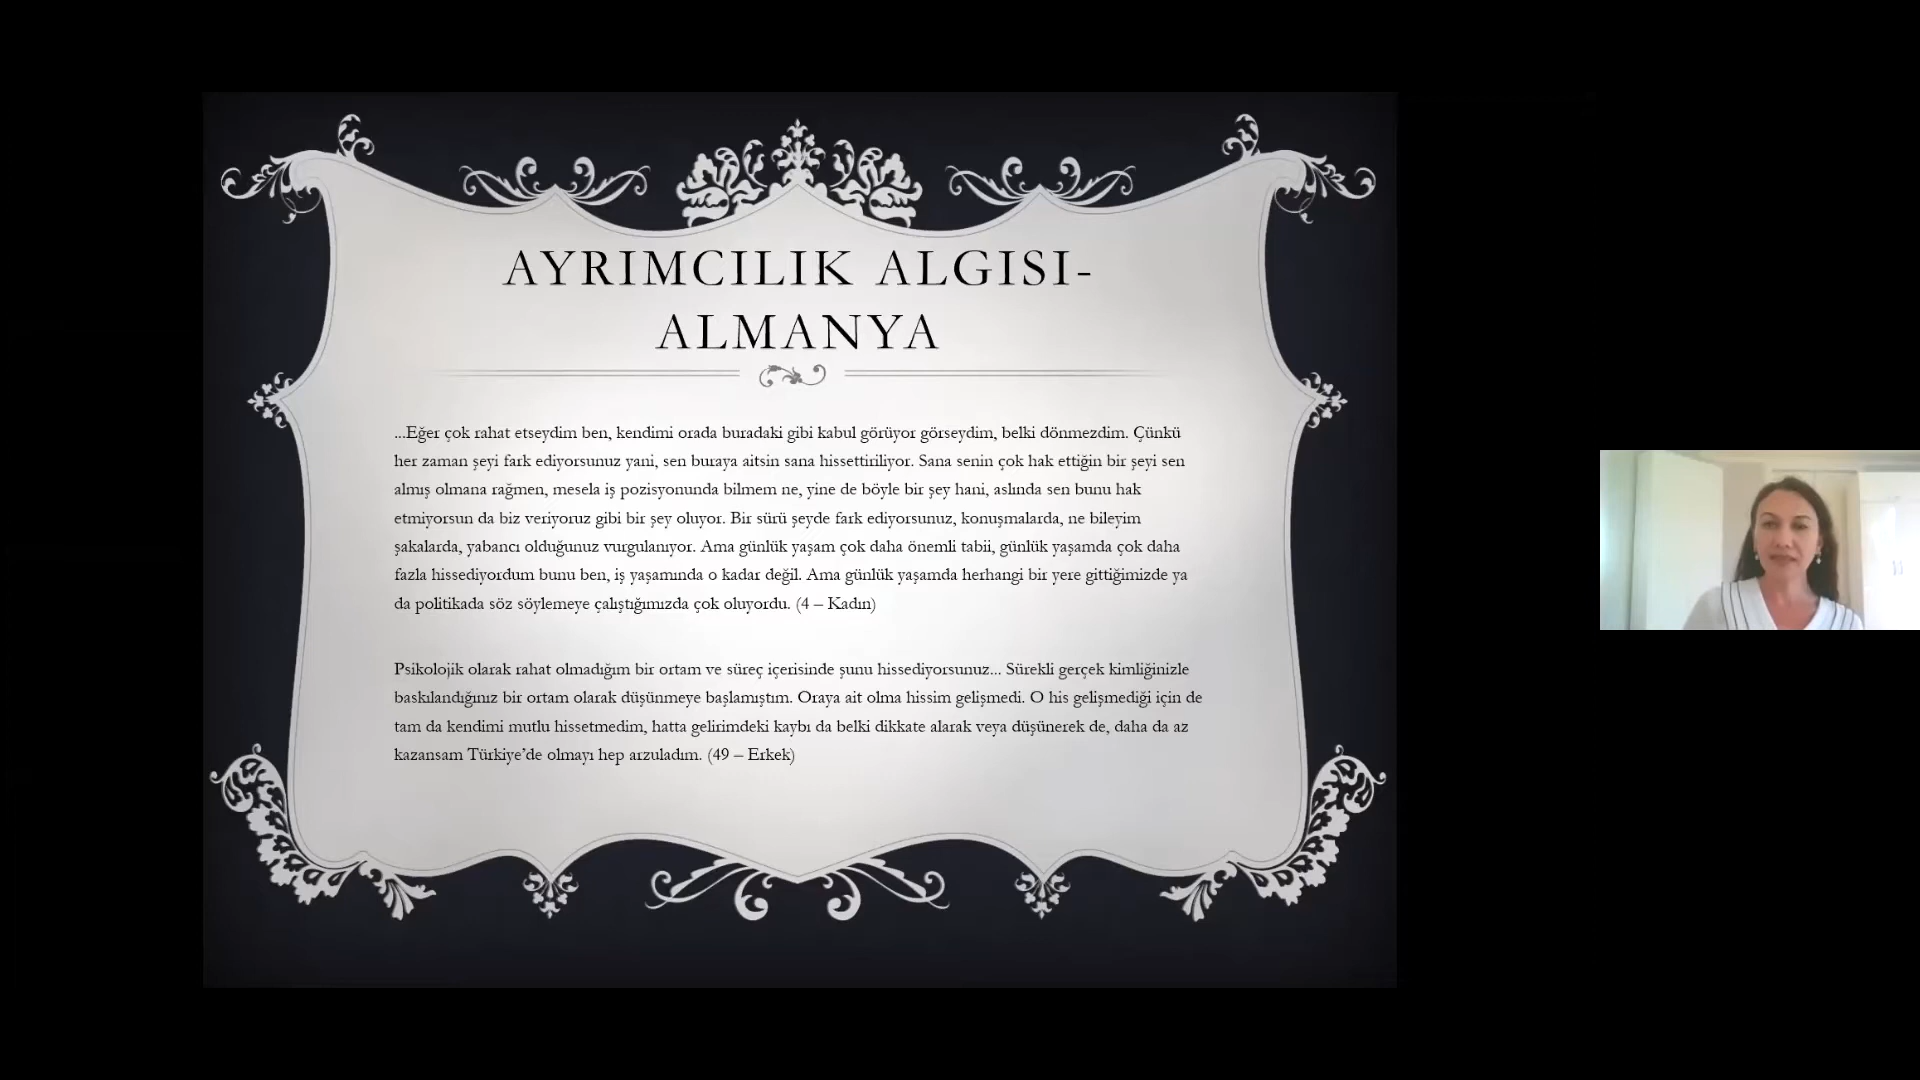 AYRIMCILIK ALGISI-
ALMANYA
...Eğer çok rahat etseydim ben, kendimi orada buradaki gibi kabul görüyor görseydim, belki dönmezdim. Çünkü
her zaman şeyi fark ediyorsunuz yani, sen buraya aitsin sana hissettiriliyor. Sana senin çok hak ettiğin bir şeyi sen
almış olmana rağmen, mesela iş pozisyonunda bilmem ne, yine de böyle bir şey hani, aslında sen bunu hak
etmiyorsun da biz veriyoruz gibi bir şey oluyor. Bir sürü şeyde fark ediyorsunuz, konuşmalarda, ne bileyim
şakalarda, yabancı olduğunuz vurgulanıyor. Ama günlük yaşam çok daha önemli tabii, günlük yaşamda çok daha
fazla hissediyordum bunu ben, iş yaşamında o kadar değil. Ama günlük yaşamda herhangi bir yere gittiğimizde ya
da politikada söz söylemeye çalıştığımızda çok oluyordu. (4 – Kadın)
Psikolojik olarak rahat olmadığım bir ortam ve süreç içerisinde şunu hissediyorsunuz... Sürekli gerçek kimliğinizle
baskılandığınız bir ortam olarak düşünmeye başlamıştım. Oraya ait olma hissim gelişmedi. O his gelişmediği için de
tam da kendimi mutlu hissetmedim, hatta gelirimdeki kaybı da belki dikkate alarak veya düşünerek de, daha da az
kazansam Türkiye’de olmayı hep arzuladım. (49 – Erkek)